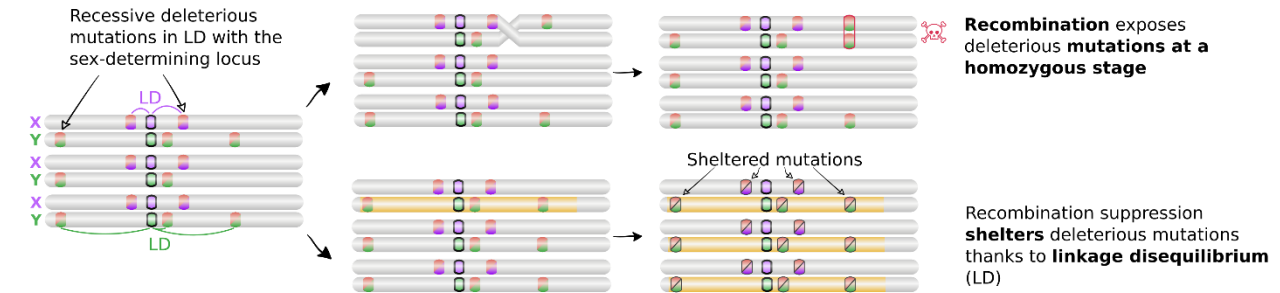 Recessive deleterious
mutations in LD with the
sex-determining locus
LD
X
Y
X
Y
X
Y
LD
Recombination exposes
deleterious mutations at a
homozygous stage
Sheltered mutations
Recombination suppression
shelters deleterious mutations
thanks to linkage disequilibrium
(LD)